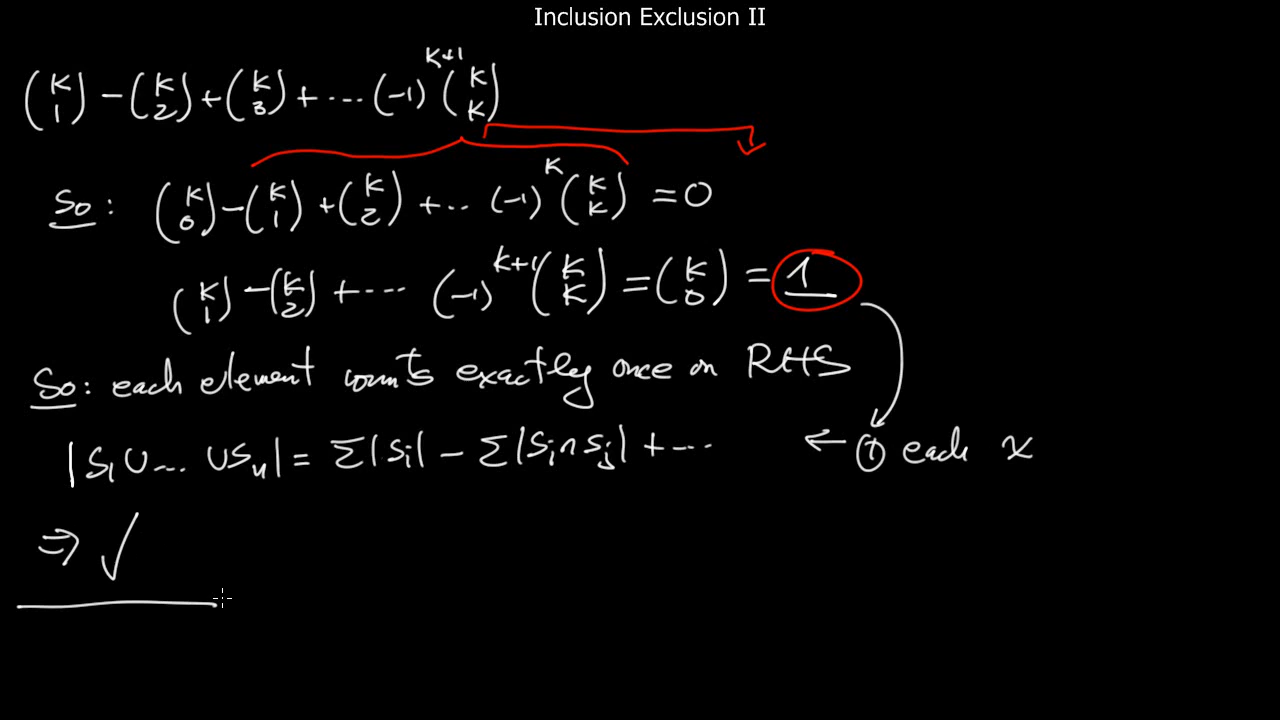 Inclusion Exclusion II
(K 1) - (K 2) + (K 3) + ... (-1)^{K+1} (K K)
So: (K 0) - (K 1) + (K 2) + ... (-1)^K (K K) = 0
(K 1) - (K 2) + ... (-1)^{K+1} (K K) = (K 0) = 1
So: each element counts exactly once on RHS
|S₁ ∪ ... ∪ Sₙ| = Σ|Sᵢ| - Σ|Sᵢ ∩ Sⱼ| + ... ← ① each x
⇒ ✓